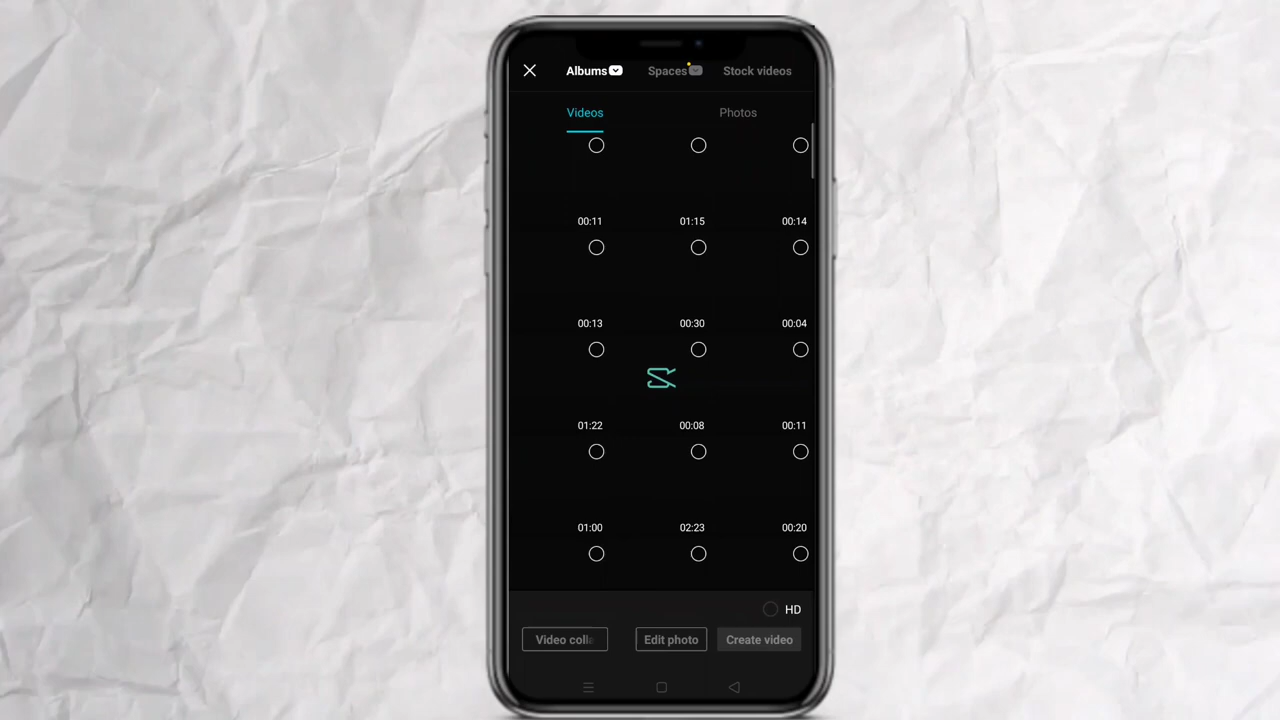 Albums Spaces Stock videos
Videos Photos
00:11 01:15 00:14
00:13 00:30 00:04
01:22 00:08 00:11
01:00 02:23 00:20
HD
Video coll Edit photo Create video